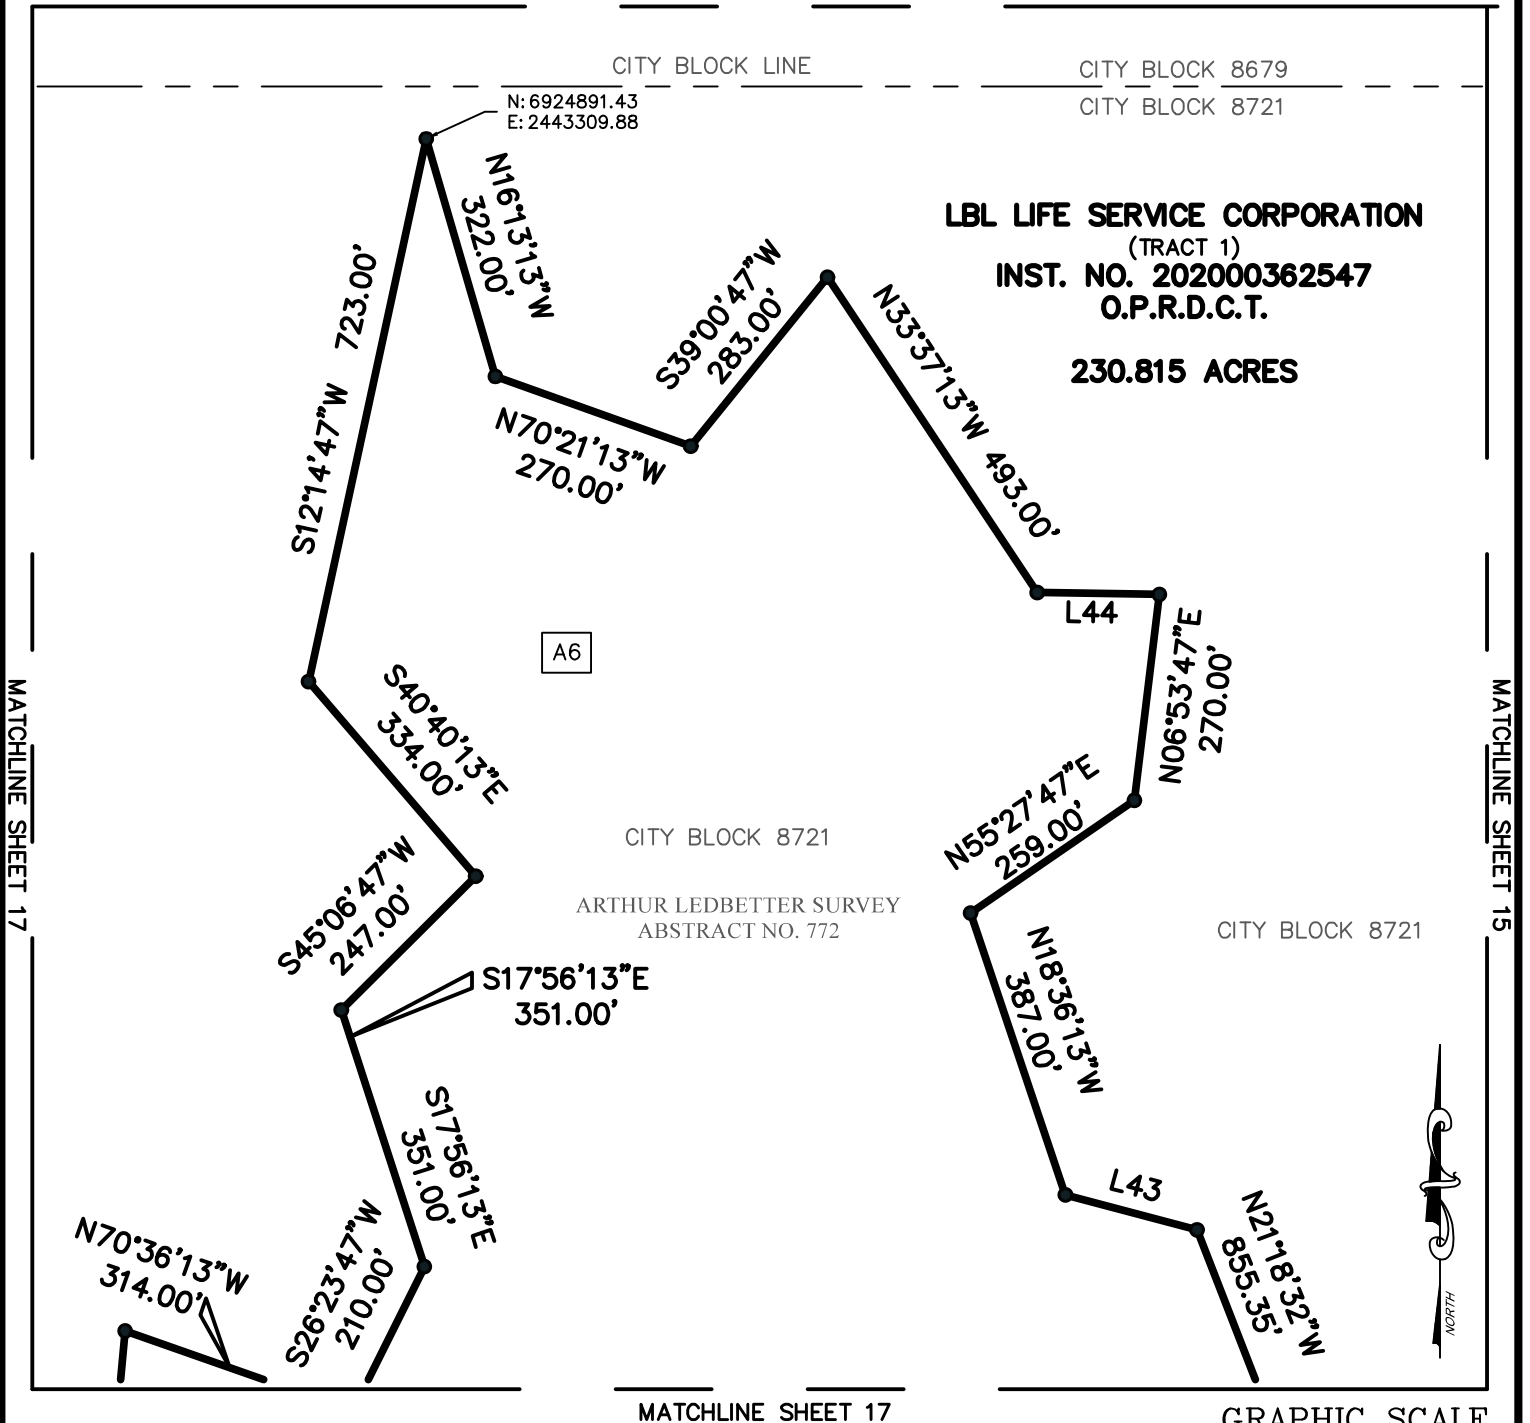 CITY BLOCK LINE
CITY BLOCK 8679
CITY BLOCK 8721
N:6924891.43
E:2443309.88
N16°13'13"W
322.00'
LBL LIFE SERVICE CORPORATION
(TRACT 1)
INST. NO. 202000362547
O.P.R.D.C.T.
230.815 ACRES
S12°14'47"W 723.00'
S39°00'47"W
283.00'
N33°37'13"W 493.00'
N70°21'13"W
270.00'
L44
A6
N06°53'47"E
270.00'
S40°40'13"E
334.00'
MATCHLINE SHEET 17
MATCHLINE SHEET 15
N55°27'47"E
259.00'
CITY BLOCK 8721
S45°06'47"W
247.00'
ARTHUR LEDBETTER SURVEY
ABSTRACT NO. 772
CITY BLOCK 8721
S17°56'13"E
351.00'
N18°36'13"W
387.00'
S17°56'13"E
351.00'
L43
N21°18'32"W
855.35'
N70°36'13"W
314.00'
S26°23'47"W
210.00'
NORTH
MATCHLINE SHEET 17
GRAPHIC SCALE